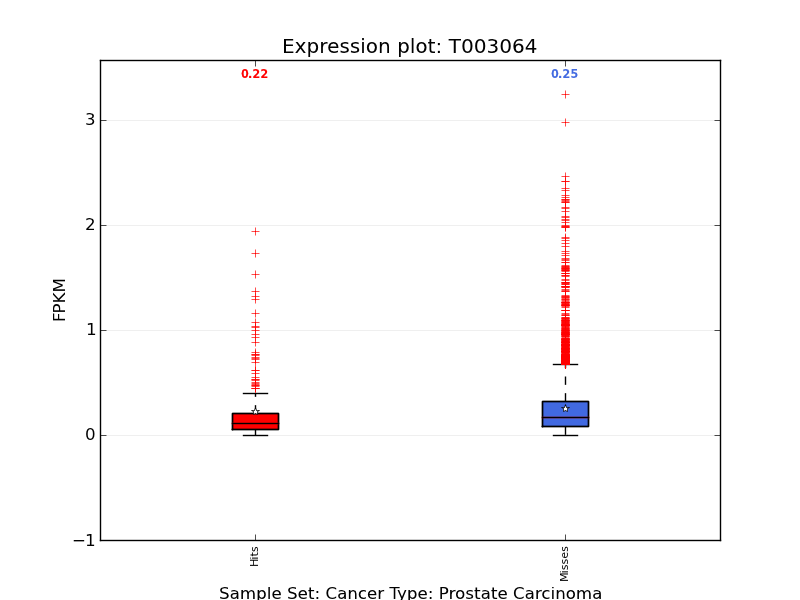 Expression plot: T003064
0.22
0.25
3
2
1
0
−1
FPKM
Hits
Misses
Sample Set: Cancer Type: Prostate Carcinoma